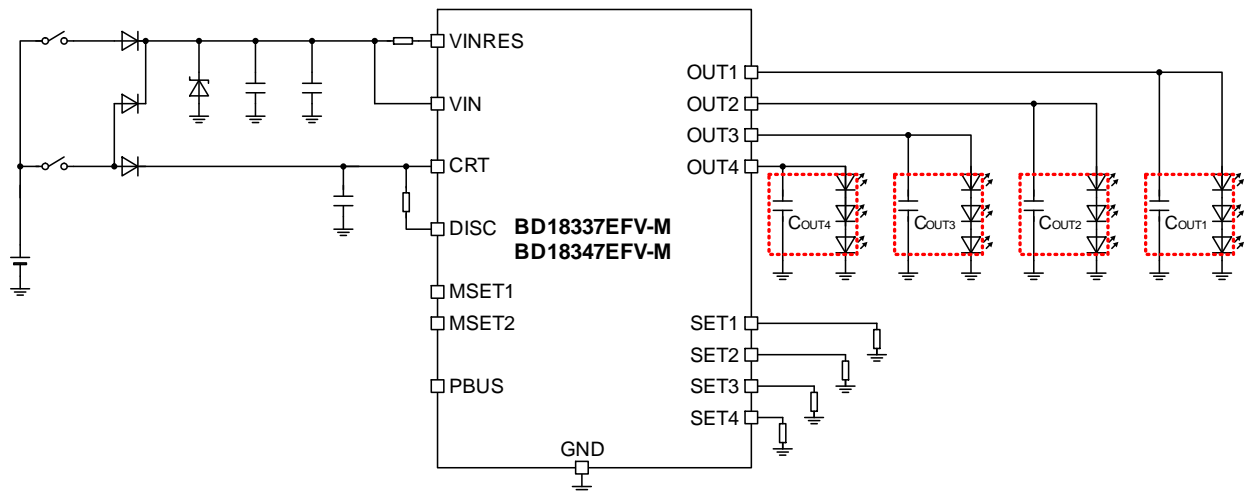 VINRES
VIN
CRT
DISC
MSET1
MSET2
PBUS
BD18337EFV-M
BD18347EFV-M
GND
OUT1
OUT2
OUT3
OUT4
SET1
SET2
SET3
SET4
COUT4
COUT3
COUT2
COUT1